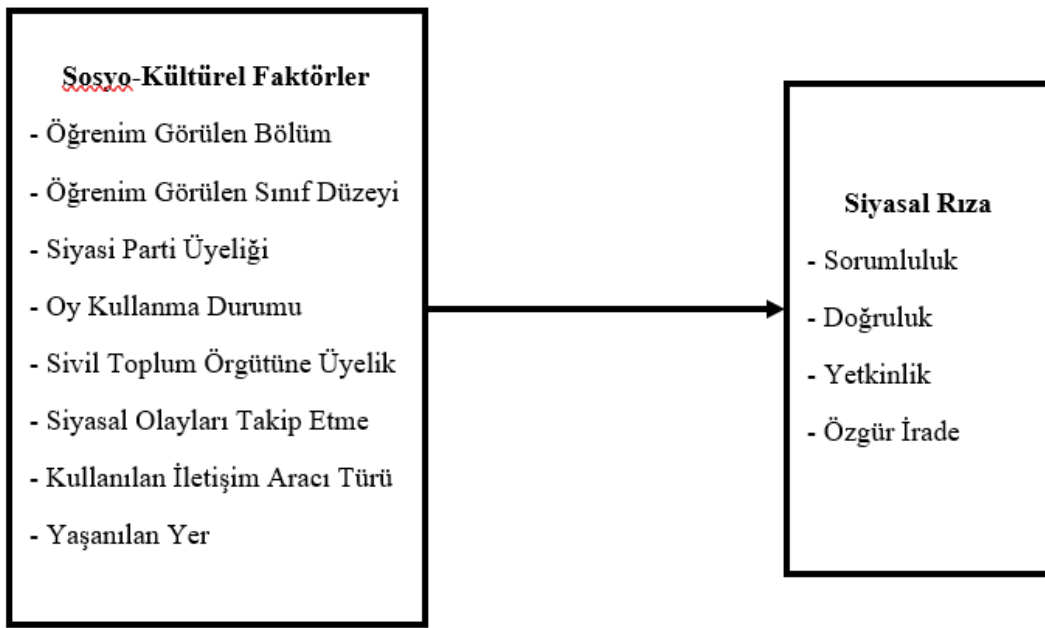 Sosyo-Kültürel Faktörler
- Öğrenim Görülen Bölüm
- Öğrenim Görülen Sınıf Düzeyi
- Siyasi Parti Üyeliği
- Oy Kullanma Durumu
- Sivil Toplum Örgütüne Üyelik
- Siyasal Olayları Takip Etme
- Kullanılan İletişim Aracı Türü
- Yaşanılan Yer
Siyasal Rıza
- Sorumluluk
- Doğruluk
- Yetkinlik
- Özgür İrade